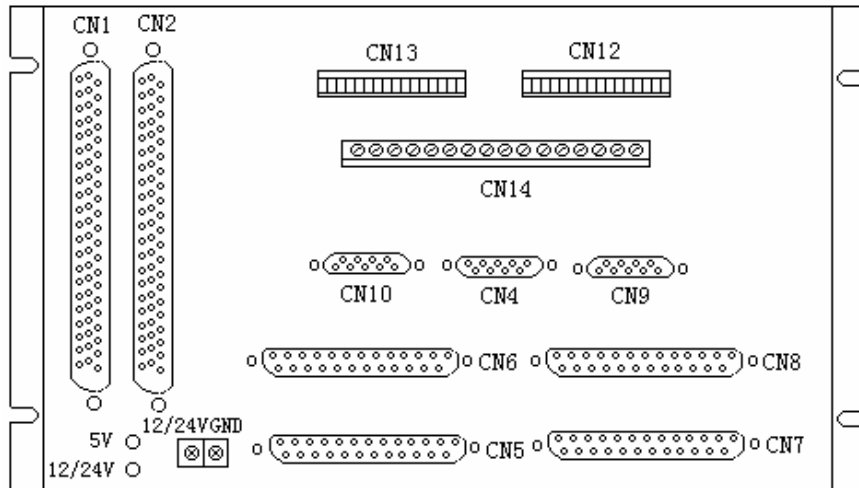 CN1 CN2
CN13 CN12
CN14
CN10 CN4 CN9
CN6 CN8
12/24VGND
5V
CN5 CN7
12/24V